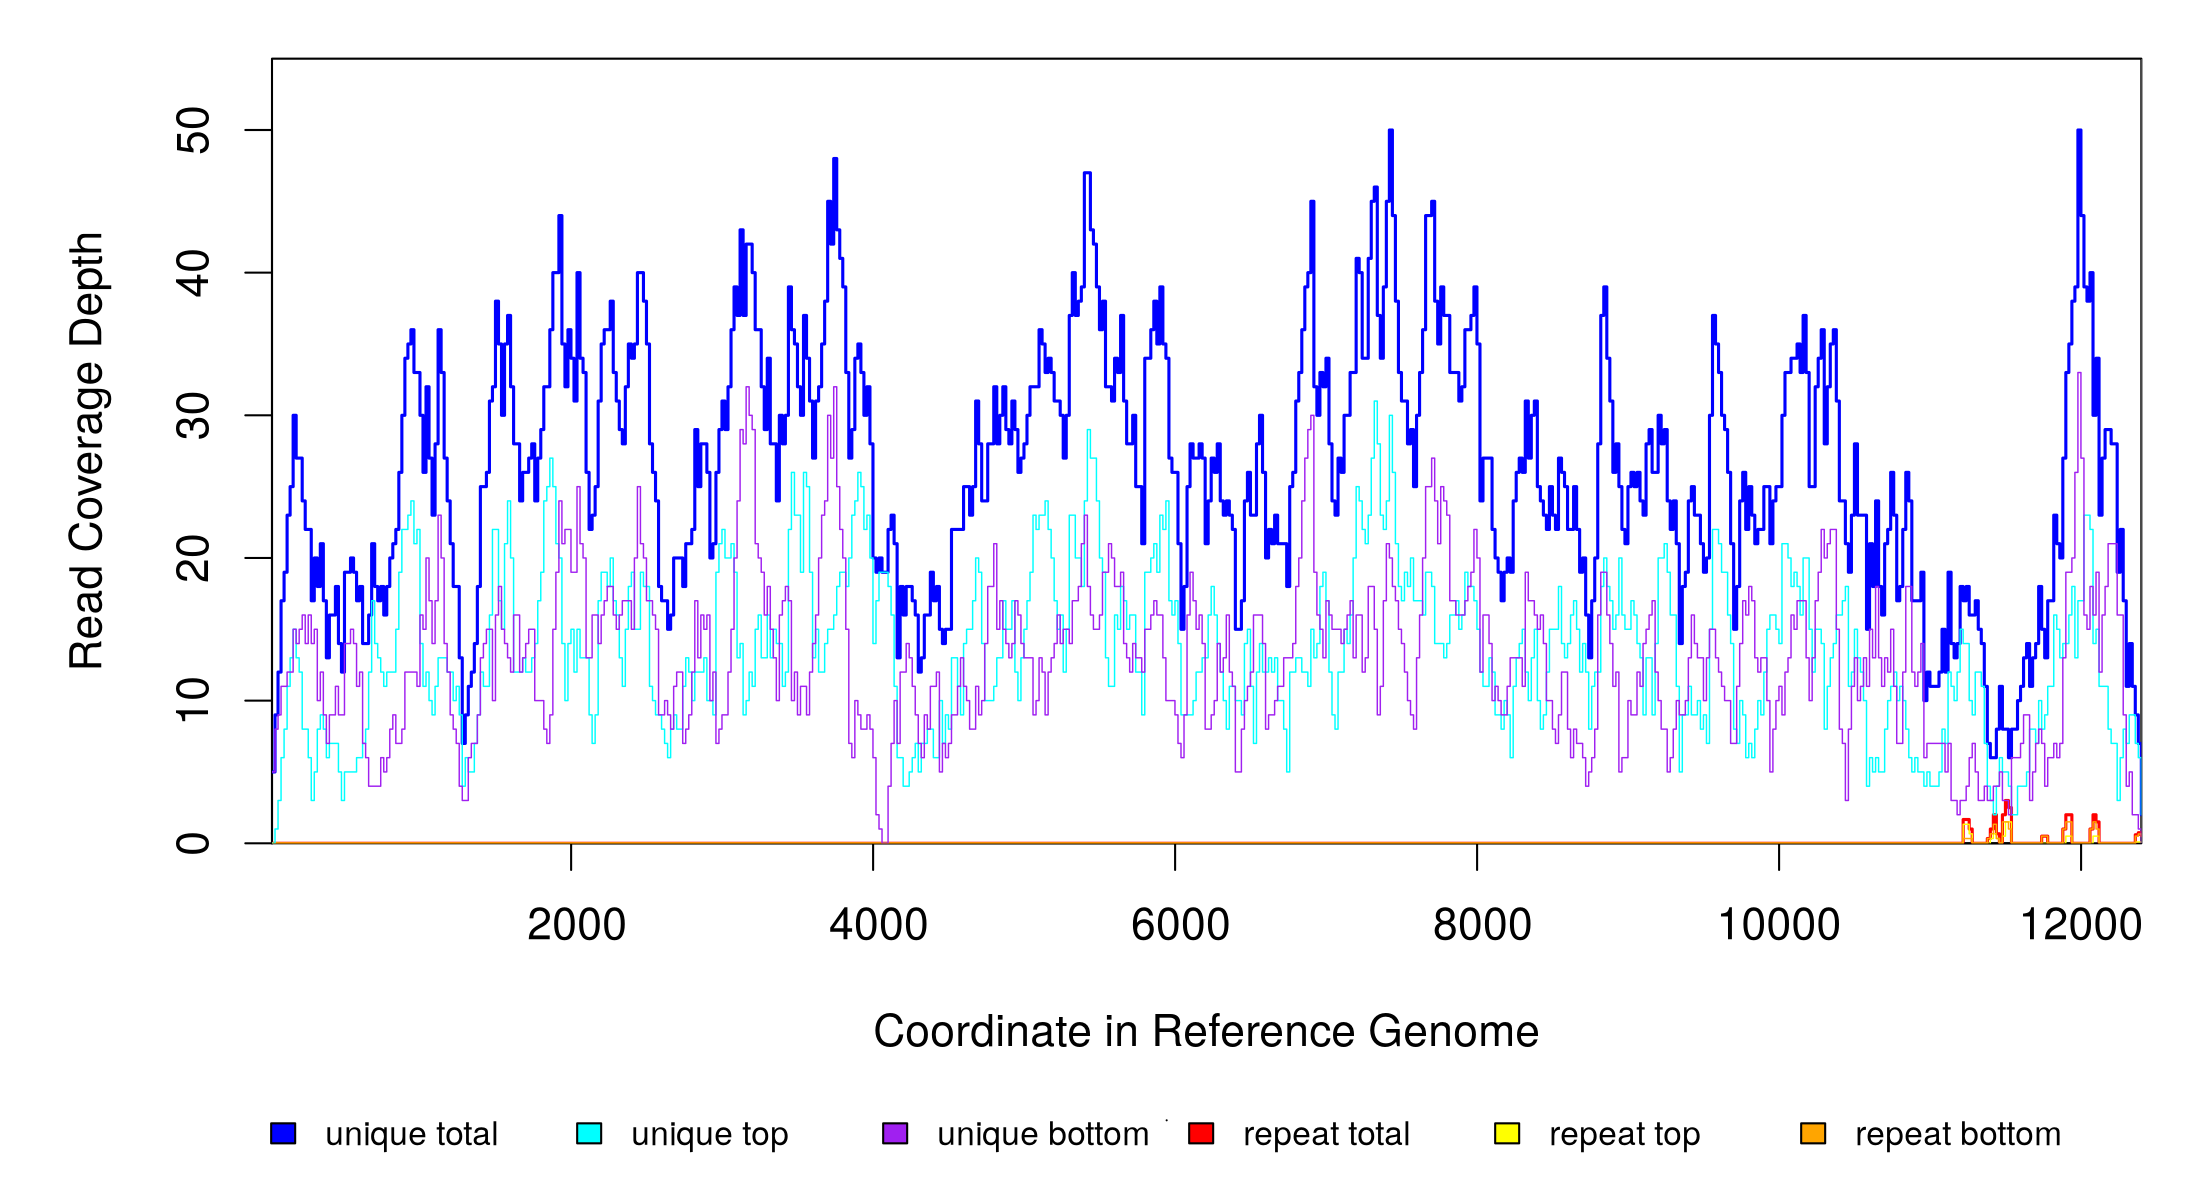 50
40
30
20
10
0
Read Coverage Depth
2000 4000 6000 8000 10000 12000
Coordinate in Reference Genome
unique total unique top unique bottom repeat total repeat top repeat bottom